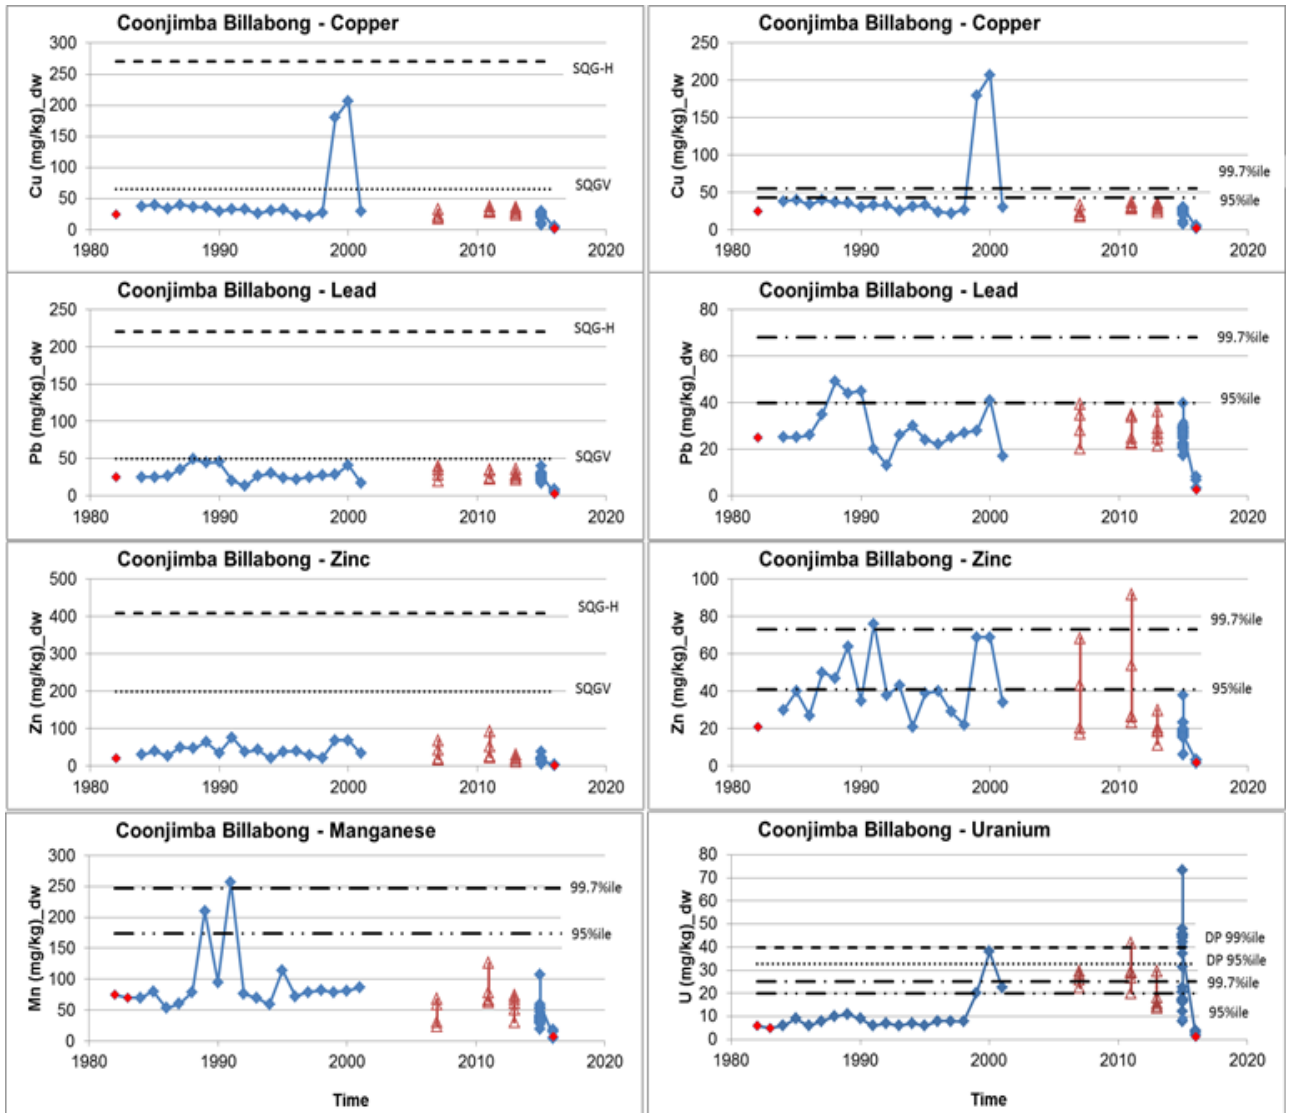 Coonjimba Billabong - Copper
Cu (mg/kg)_dw
300
250
200
150
100
50
0
SQG-H
SQGV
1980 1990 2000 2010 2020
Coonjimba Billabong - Copper
Cu (mg/kg)_dw
250
200
150
100
50
0
99.7%ile
95%ile
1980 1990 2000 2010 2020
Coonjimba Billabong - Lead
Pb (mg/kg)_dw
250
200
150
100
50
0
SQG-H
SQGV
1980 1990 2000 2010 2020
Coonjimba Billabong - Lead
Pb (mg/kg)_dw
80
60
40
20
0
99.7%ile
95%ile
1980 1990 2000 2010 2020
Coonjimba Billabong - Zinc
Zn (mg/kg)_dw
500
400
300
200
100
0
SQG-H
SQGV
1980 1990 2000 2010 2020
Coonjimba Billabong - Zinc
Zn (mg/kg)_dw
100
80
60
40
20
0
99.7%ile
95%ile
1980 1990 2000 2010 2020
Coonjimba Billabong - Manganese
Mn (mg/kg)_dw
300
250
200
150
100
50
0
99.7%ile
95%ile
1980 1990 2000 2010 2020
Time
Coonjimba Billabong - Uranium
U (mg/kg)_dw
80
70
60
50
40
30
20
10
0
DP 99%ile
DP 95%ile
99.7%ile
95%ile
1980 1990 2000 2010 2020
Time